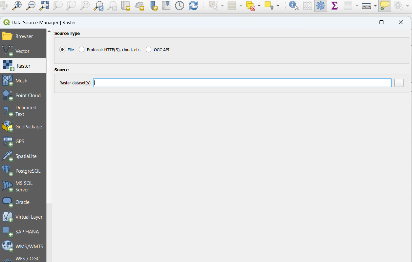 Data Source Manager | Raster
Browser
Vector
Raster
Mesh
Point Cloud
Delimited
Text
GeoPackage
GPS
SpatiaLite
PostgreSQL
MS SQL
Server
Oracle
Virtual Layer
SAP HANA
WMS/WMTS
Source Type
File
Protocol: HTTP(S), cloud, etc.
OGC API
Source
Raster dataset(s)